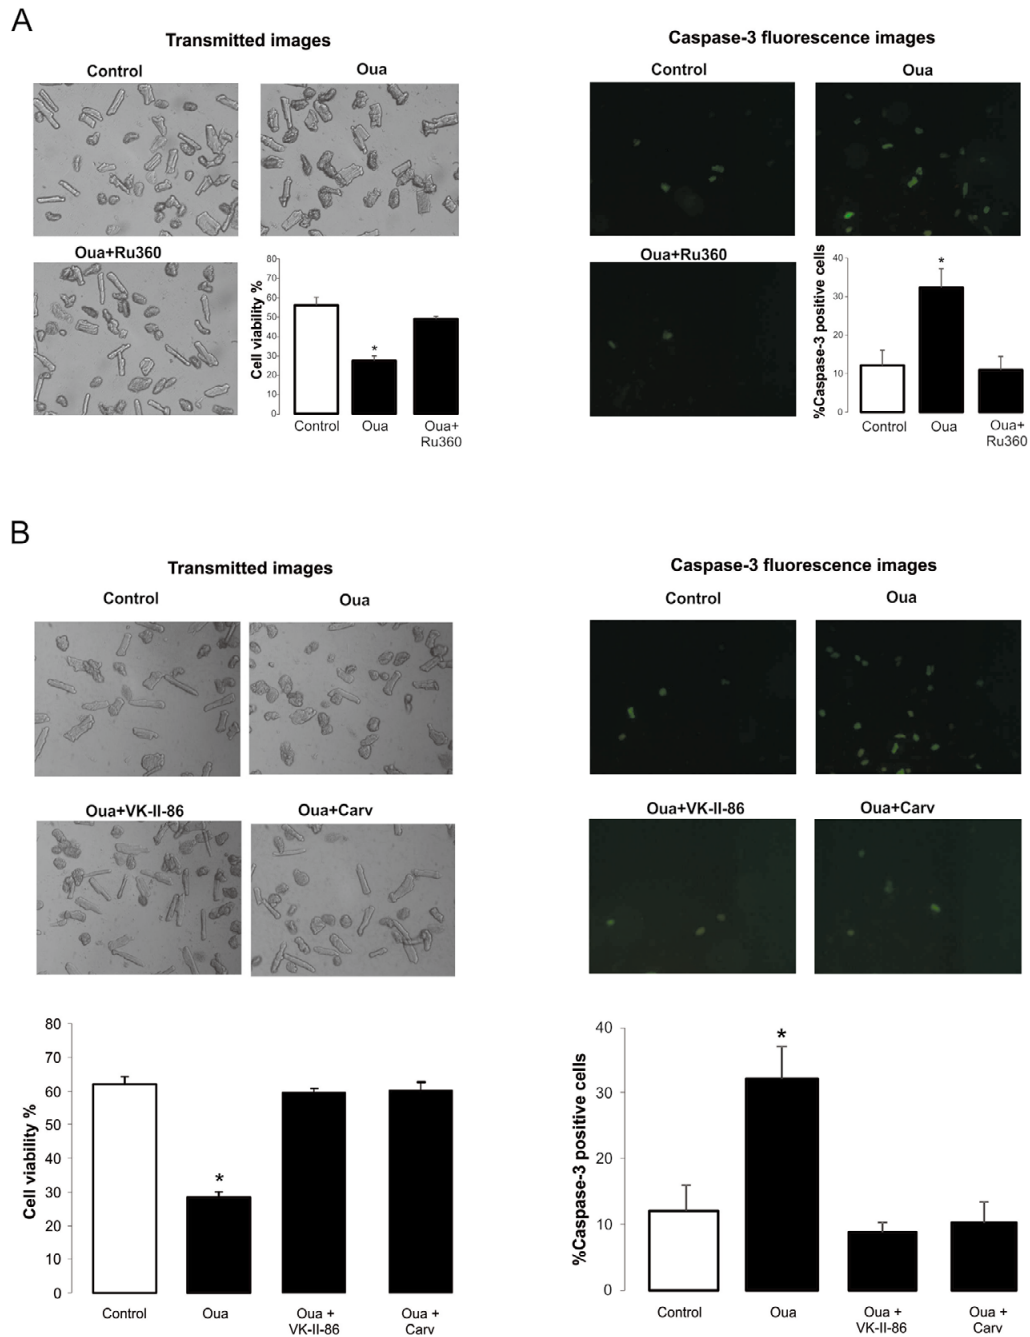 A
Transmitted images
Control
Oua
Oua+Ru360
Cell viability %
80
70
60
50
40
30
20
10
0
*
Control
Oua
Oua+
Ru360
Caspase-3 fluorescence images
Control
Oua
Oua+Ru360
%Caspase-3 positive cells
40
30
20
10
0
*
Control
Oua
Oua+
Ru360
B
Transmitted images
Control
Oua
Oua+VK-II-86
Oua+Carv
Cell viability %
80
70
60
50
40
30
20
10
0
*
Control
Oua
Oua +
VK-II-86
Oua +
Carv
Caspase-3 fluorescence images
Control
Oua
Oua+VK-II-86
Oua+Carv
%Caspase-3 positive cells
40
30
20
10
0
*
Control
Oua
Oua +
VK-II-86
Oua +
Carv